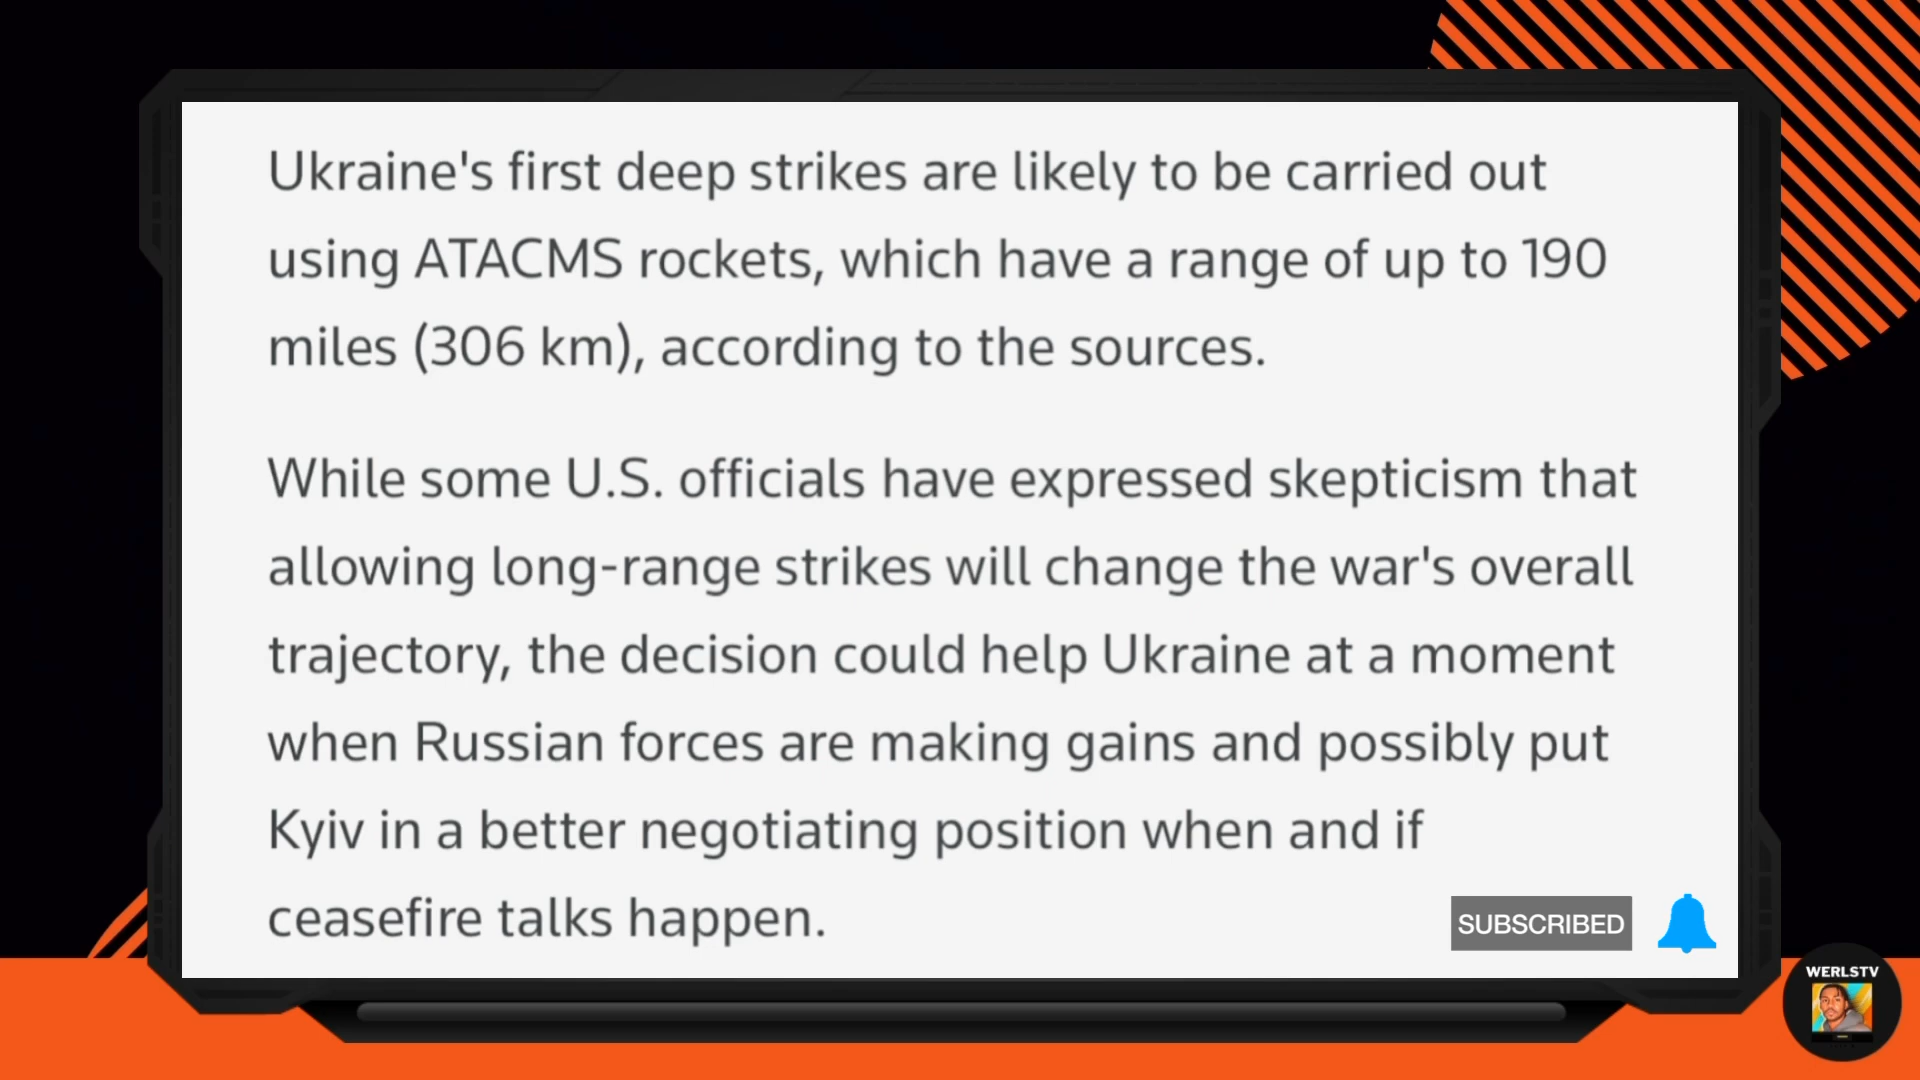 Ukraine's first deep strikes are likely to be carried out
using ATACMS rockets, which have a range of up to 190
miles (306 km), according to the sources.
While some U.S. officials have expressed skepticism that
allowing long-range strikes will change the war's overall
trajectory, the decision could help Ukraine at a moment
when Russian forces are making gains and possibly put
Kyiv in a better negotiating position when and if
ceasefire talks happen.
SUBSCRIBED
WERLSTV